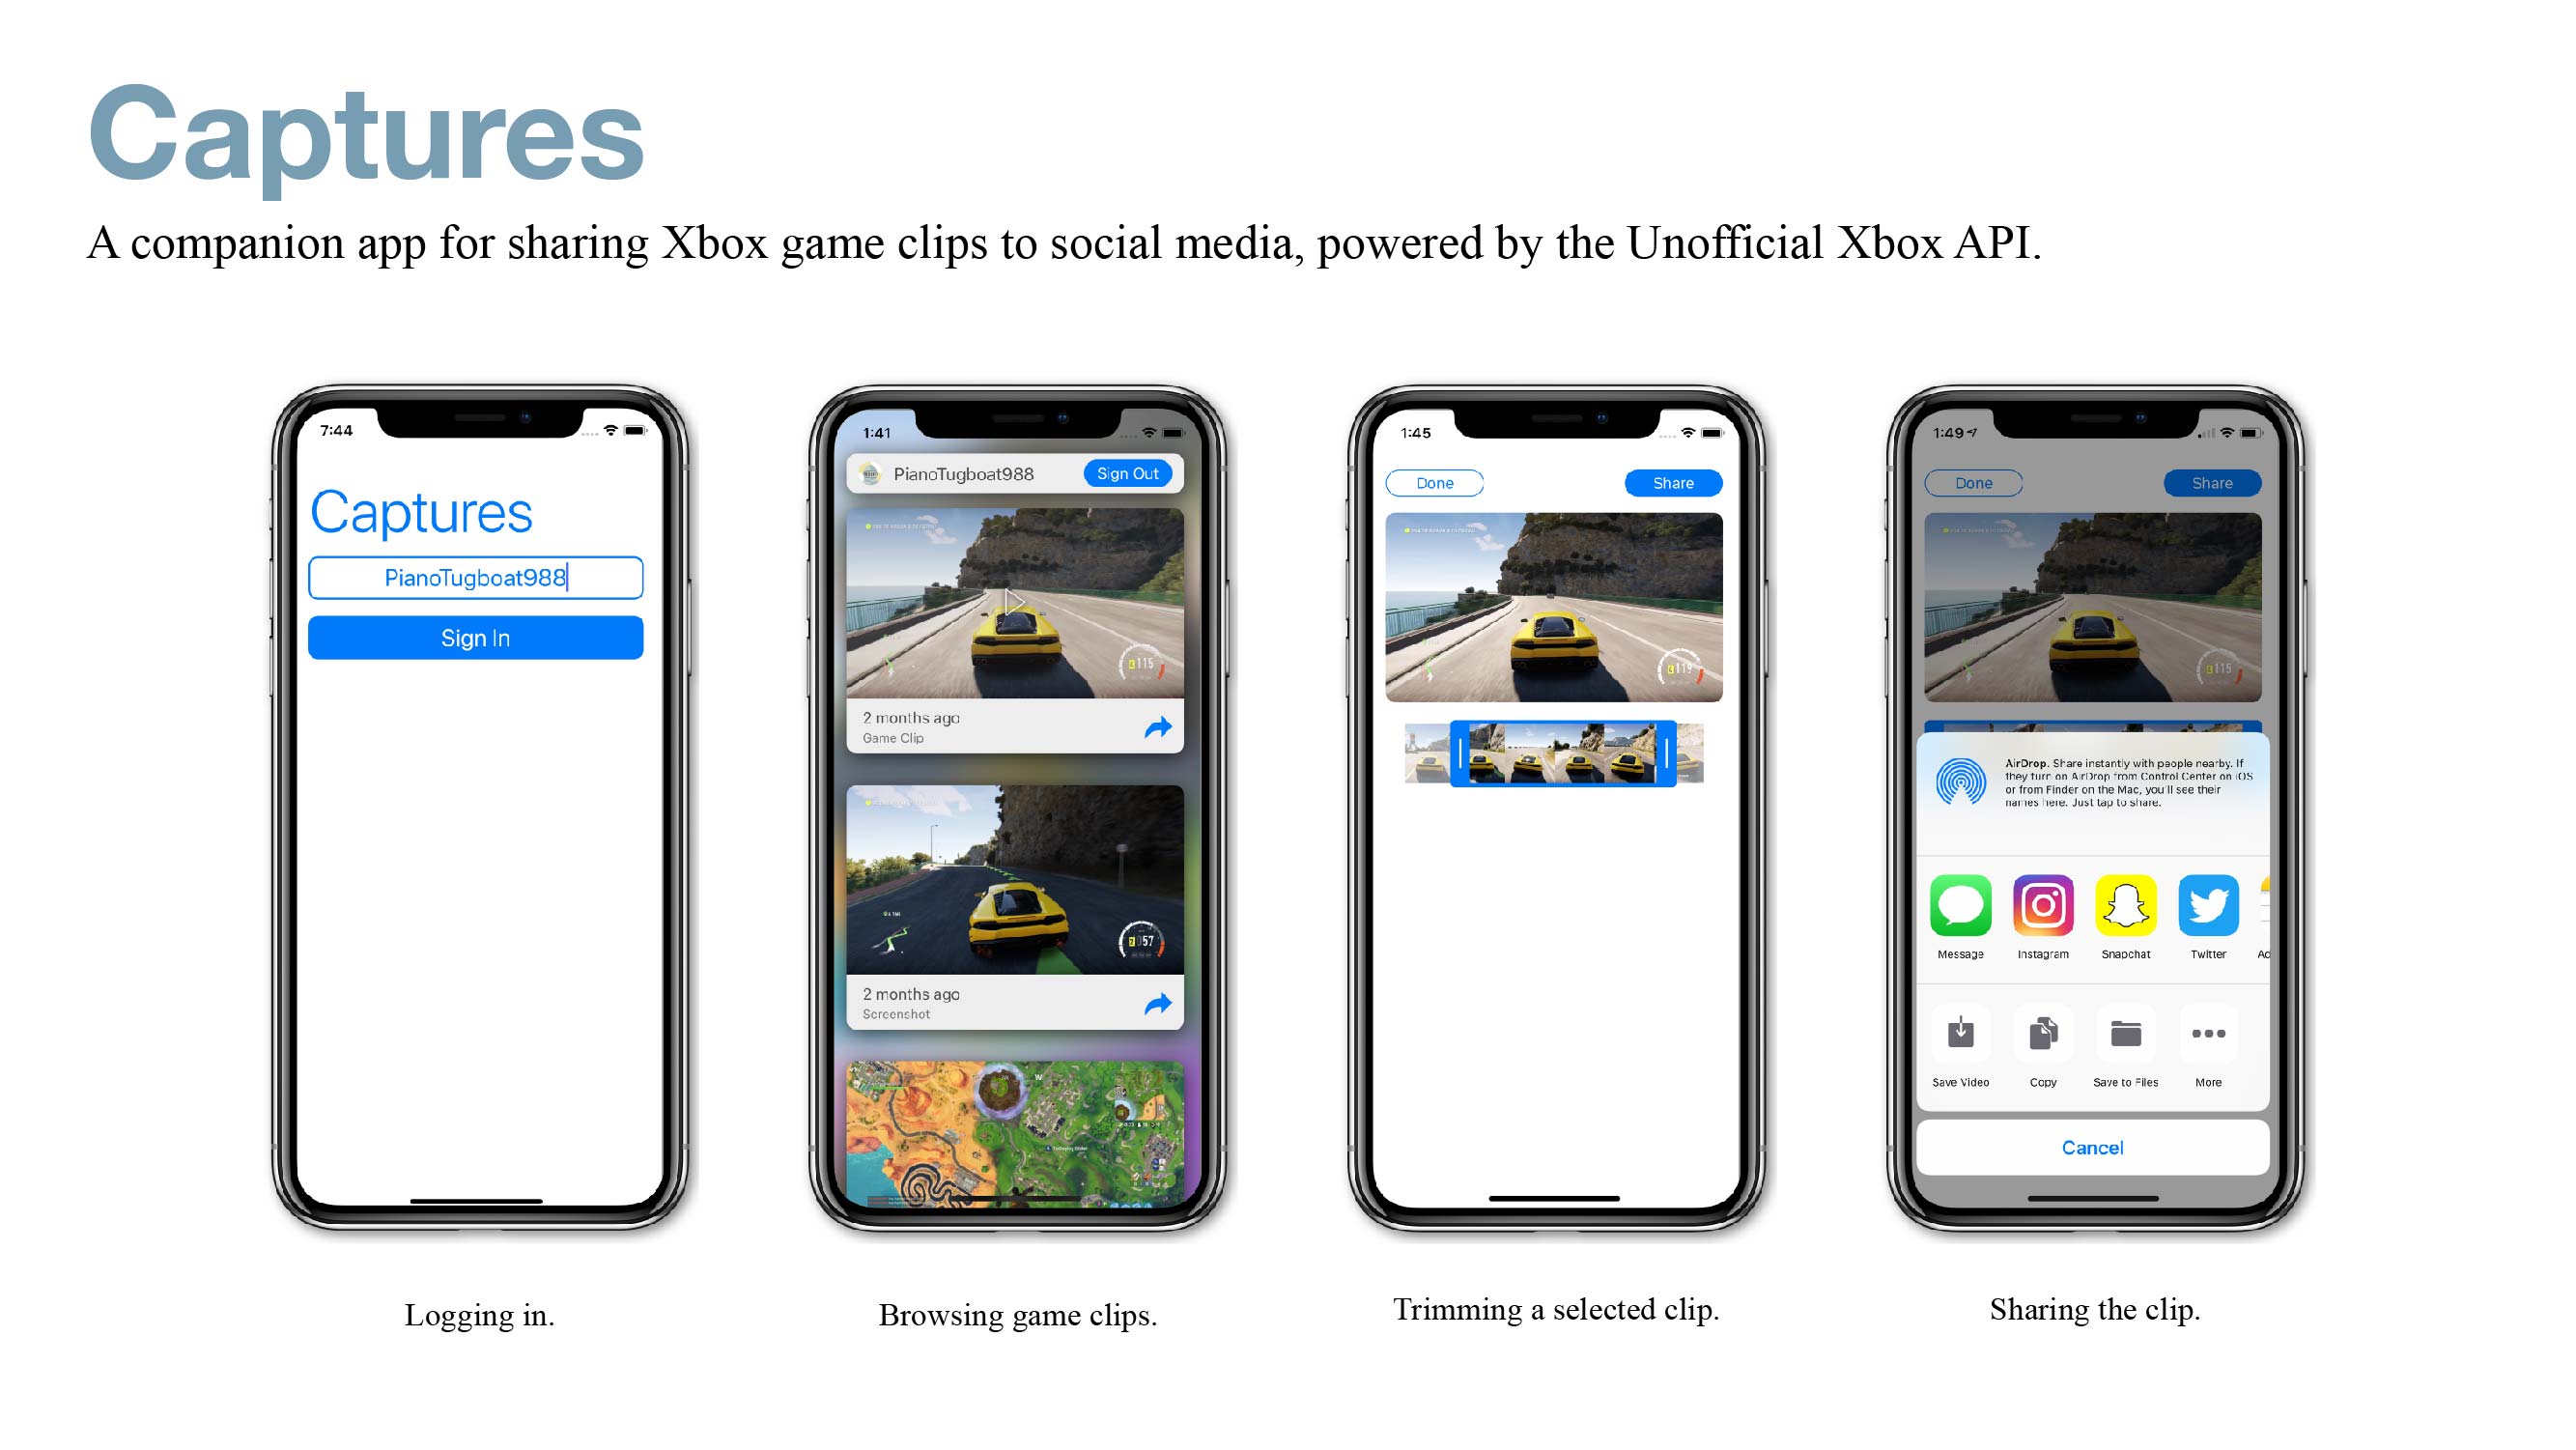 Captures
A companion app for sharing Xbox game clips to social media, powered by the Unofficial Xbox API.
7:44
Captures
PianoTugboat988
Sign In
Logging in.
1:41
PianoTugboat988
Sign Out
115
2 months ago
Game Clip
2 057
2 months ago
Screenshot
W
Browsing game clips.
1:45
Done
Share
119
Trimming a selected clip.
1:49
Done
Share
115
AirDrop. Share instantly with people nearby. If
they turn on AirDrop from Control Center on iOS
or from Finder on the Mac, you'll see their
names here. Just tap to share.
Message
Instagram
Snapchat
Twitter
Save Video
Copy
Save to Files
More
Cancel
Sharing the clip.